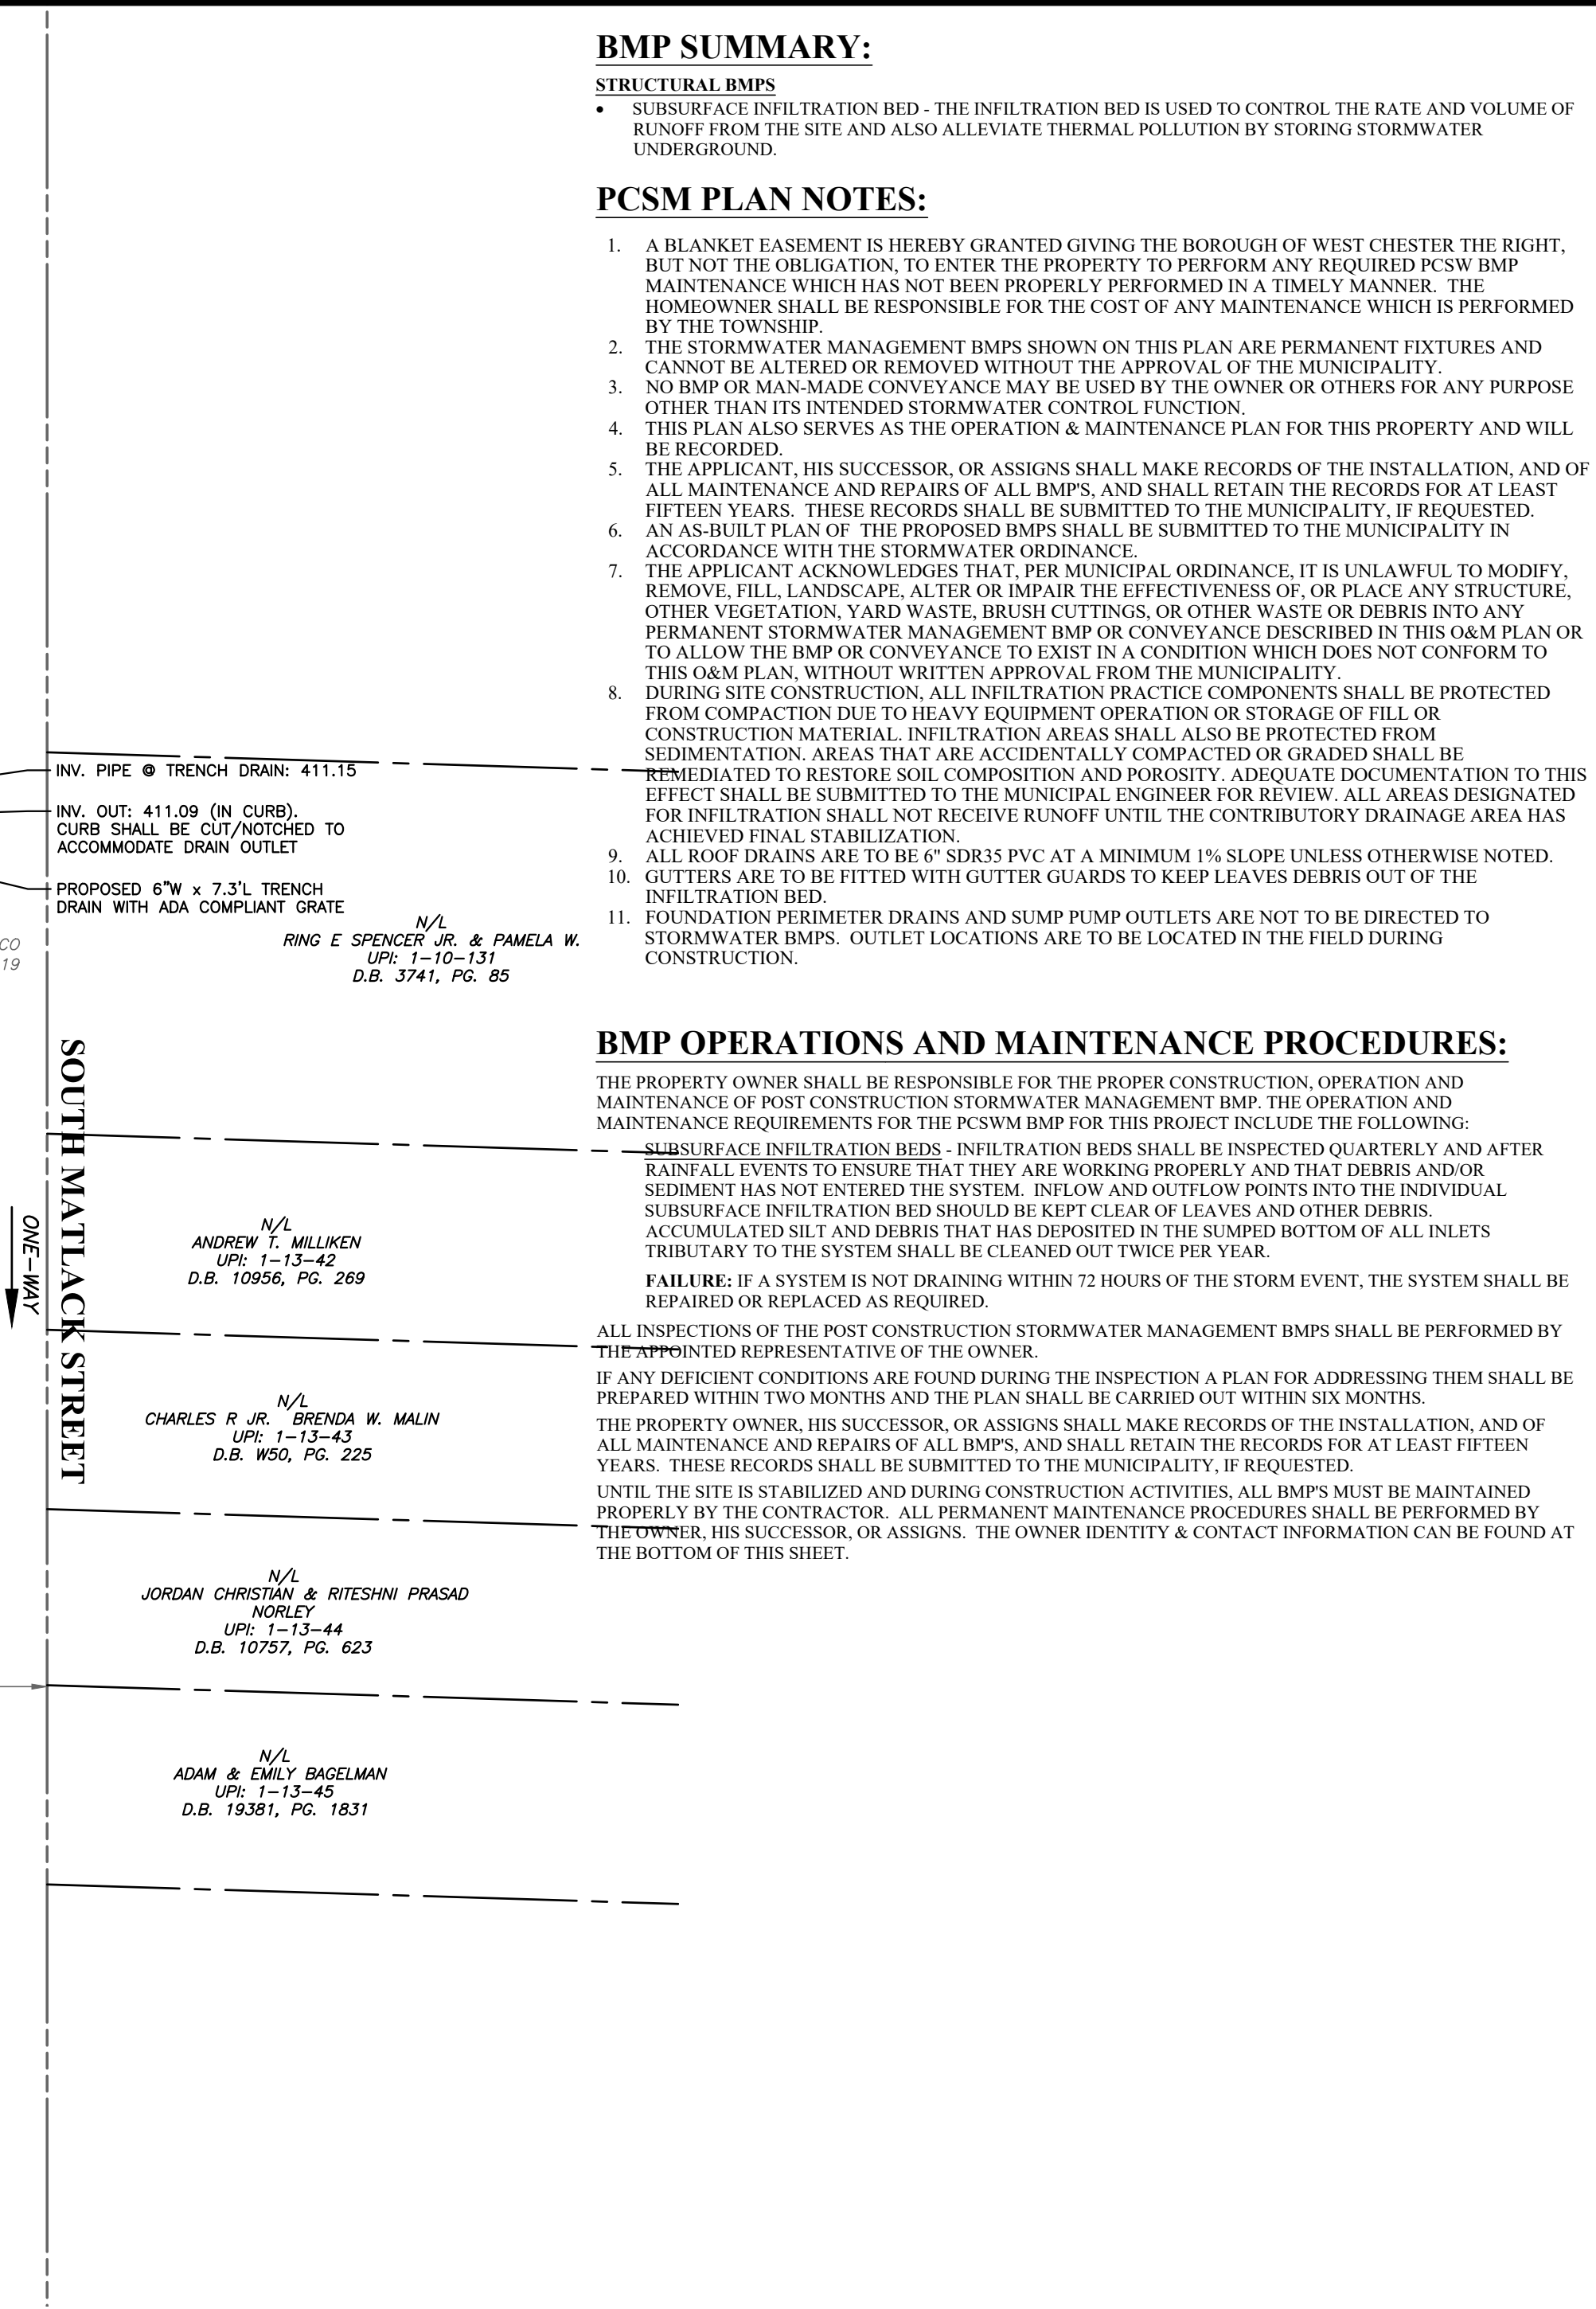 BMP SUMMARY:
STRUCTURAL BMPS
• SUBSURFACE INFILTRATION BED - THE INFILTRATION BED IS USED TO CONTROL THE RATE AND VOLUME OF
RUNOFF FROM THE SITE AND ALSO ALLEVIATE THERMAL POLLUTION BY STORING STORMWATER
UNDERGROUND.
PCSM PLAN NOTES:
1. A BLANKET EASEMENT IS HEREBY GRANTED GIVING THE BOROUGH OF WEST CHESTER THE RIGHT,
BUT NOT THE OBLIGATION, TO ENTER THE PROPERTY TO PERFORM ANY REQUIRED PCSW BMP
MAINTENANCE WHICH HAS NOT BEEN PROPERLY PERFORMED IN A TIMELY MANNER. THE
HOMEOWNER SHALL BE RESPONSIBLE FOR THE COST OF ANY MAINTENANCE WHICH IS PERFORMED
BY THE TOWNSHIP.
2. THE STORMWATER MANAGEMENT BMPS SHOWN ON THIS PLAN ARE PERMANENT FIXTURES AND
CANNOT BE ALTERED OR REMOVED WITHOUT THE APPROVAL OF THE MUNICIPALITY.
3. NO BMP OR MAN-MADE CONVEYANCE MAY BE USED BY THE OWNER OR OTHERS FOR ANY PURPOSE
OTHER THAN ITS INTENDED STORMWATER CONTROL FUNCTION.
4. THIS PLAN ALSO SERVES AS THE OPERATION & MAINTENANCE PLAN FOR THIS PROPERTY AND WILL
BE RECORDED.
5. THE APPLICANT, HIS SUCCESSOR, OR ASSIGNS SHALL MAKE RECORDS OF THE INSTALLATION, AND OF
ALL MAINTENANCE AND REPAIRS OF ALL BMP'S, AND SHALL RETAIN THE RECORDS FOR AT LEAST
FIFTEEN YEARS. THESE RECORDS SHALL BE SUBMITTED TO THE MUNICIPALITY, IF REQUESTED.
6. AN AS-BUILT PLAN OF THE PROPOSED BMPS SHALL BE SUBMITTED TO THE MUNICIPALITY IN
ACCORDANCE WITH THE STORMWATER ORDINANCE.
7. THE APPLICANT ACKNOWLEDGES THAT, PER MUNICIPAL ORDINANCE, IT IS UNLAWFUL TO MODIFY,
REMOVE, FILL, LANDSCAPE, ALTER OR IMPAIR THE EFFECTIVENESS OF, OR PLACE ANY STRUCTURE,
OTHER VEGETATION, YARD WASTE, BRUSH CUTTINGS, OR OTHER WASTE OR DEBRIS INTO ANY
PERMANENT STORMWATER MANAGEMENT BMP OR CONVEYANCE DESCRIBED IN THIS O&M PLAN OR
TO ALLOW THE BMP OR CONVEYANCE TO EXIST IN A CONDITION WHICH DOES NOT CONFORM TO
THIS O&M PLAN, WITHOUT WRITTEN APPROVAL FROM THE MUNICIPALITY.
8. DURING SITE CONSTRUCTION, ALL INFILTRATION PRACTICE COMPONENTS SHALL BE PROTECTED
FROM COMPACTION DUE TO HEAVY EQUIPMENT OPERATION OR STORAGE OF FILL OR
CONSTRUCTION MATERIAL. INFILTRATION AREAS SHALL ALSO BE PROTECTED FROM
SEDIMENTATION. AREAS THAT ARE ACCIDENTALLY COMPACTED OR GRADED SHALL BE
REMEDIATED TO RESTORE SOIL COMPOSITION AND POROSITY. ADEQUATE DOCUMENTATION TO THIS
EFFECT SHALL BE SUBMITTED TO THE MUNICIPAL ENGINEER FOR REVIEW. ALL AREAS DESIGNATED
FOR INFILTRATION SHALL NOT RECEIVE RUNOFF UNTIL THE CONTRIBUTORY DRAINAGE AREA HAS
ACHIEVED FINAL STABILIZATION.
9. ALL ROOF DRAINS ARE TO BE 6" SDR35 PVC AT A MINIMUM 1% SLOPE UNLESS OTHERWISE NOTED.
10. GUTTERS ARE TO BE FITTED WITH GUTTER GUARDS TO KEEP LEAVES DEBRIS OUT OF THE
INFILTRATION BED.
11. FOUNDATION PERIMETER DRAINS AND SUMP PUMP OUTLETS ARE NOT TO BE DIRECTED TO
STORMWATER BMPS. OUTLET LOCATIONS ARE TO BE LOCATED IN THE FIELD DURING
CONSTRUCTION.
INV. PIPE @ TRENCH DRAIN: 411.15
INV. OUT: 411.09 (IN CURB).
CURB SHALL BE CUT/NOTCHED TO
ACCOMMODATE DRAIN OUTLET
PROPOSED 6"W x 7.3'L TRENCH
DRAIN WITH ADA COMPLIANT GRATE
CO
19
N/L
RING E SPENCER JR. & PAMELA W.
UPI: 1-10-131
D.B. 3741, PG. 85
SOUTH MATLACK STREET
ONE-WAY
N/L
ANDREW T. MILLIKEN
UPI: 1-13-42
D.B. 10956, PG. 269
N/L
CHARLES R JR. BRENDA W. MALIN
UPI: 1-13-43
D.B. W50, PG. 225
N/L
JORDAN CHRISTIAN & RITESHNI PRASAD
NORLEY
UPI: 1-13-44
D.B. 10757, PG. 623
N/L
ADAM & EMILY BAGELMAN
UPI: 1-13-45
D.B. 19381, PG. 1831
BMP OPERATIONS AND MAINTENANCE PROCEDURES:
THE PROPERTY OWNER SHALL BE RESPONSIBLE FOR THE PROPER CONSTRUCTION, OPERATION AND
MAINTENANCE OF POST CONSTRUCTION STORMWATER MANAGEMENT BMP. THE OPERATION AND
MAINTENANCE REQUIREMENTS FOR THE PCSWM BMP FOR THIS PROJECT INCLUDE THE FOLLOWING:
SUBSURFACE INFILTRATION BEDS - INFILTRATION BEDS SHALL BE INSPECTED QUARTERLY AND AFTER
RAINFALL EVENTS TO ENSURE THAT THEY ARE WORKING PROPERLY AND THAT DEBRIS AND/OR
SEDIMENT HAS NOT ENTERED THE SYSTEM. INFLOW AND OUTFLOW POINTS INTO THE INDIVIDUAL
SUBSURFACE INFILTRATION BED SHOULD BE KEPT CLEAR OF LEAVES AND OTHER DEBRIS.
ACCUMULATED SILT AND DEBRIS THAT HAS DEPOSITED IN THE SUMPED BOTTOM OF ALL INLETS
TRIBUTARY TO THE SYSTEM SHALL BE CLEANED OUT TWICE PER YEAR.
FAILURE: IF A SYSTEM IS NOT DRAINING WITHIN 72 HOURS OF THE STORM EVENT, THE SYSTEM SHALL BE
REPAIRED OR REPLACED AS REQUIRED.
ALL INSPECTIONS OF THE POST CONSTRUCTION STORMWATER MANAGEMENT BMPS SHALL BE PERFORMED BY
THE APPOINTED REPRESENTATIVE OF THE OWNER.
IF ANY DEFICIENT CONDITIONS ARE FOUND DURING THE INSPECTION A PLAN FOR ADDRESSING THEM SHALL BE
PREPARED WITHIN TWO MONTHS AND THE PLAN SHALL BE CARRIED OUT WITHIN SIX MONTHS.
THE PROPERTY OWNER, HIS SUCCESSOR, OR ASSIGNS SHALL MAKE RECORDS OF THE INSTALLATION, AND OF
ALL MAINTENANCE AND REPAIRS OF ALL BMP'S, AND SHALL RETAIN THE RECORDS FOR AT LEAST FIFTEEN
YEARS. THESE RECORDS SHALL BE SUBMITTED TO THE MUNICIPALITY, IF REQUESTED.
UNTIL THE SITE IS STABILIZED AND DURING CONSTRUCTION ACTIVITIES, ALL BMP'S MUST BE MAINTAINED
PROPERLY BY THE CONTRACTOR. ALL PERMANENT MAINTENANCE PROCEDURES SHALL BE PERFORMED BY
THE OWNER, HIS SUCCESSOR, OR ASSIGNS. THE OWNER IDENTITY & CONTACT INFORMATION CAN BE FOUND AT
THE BOTTOM OF THIS SHEET.